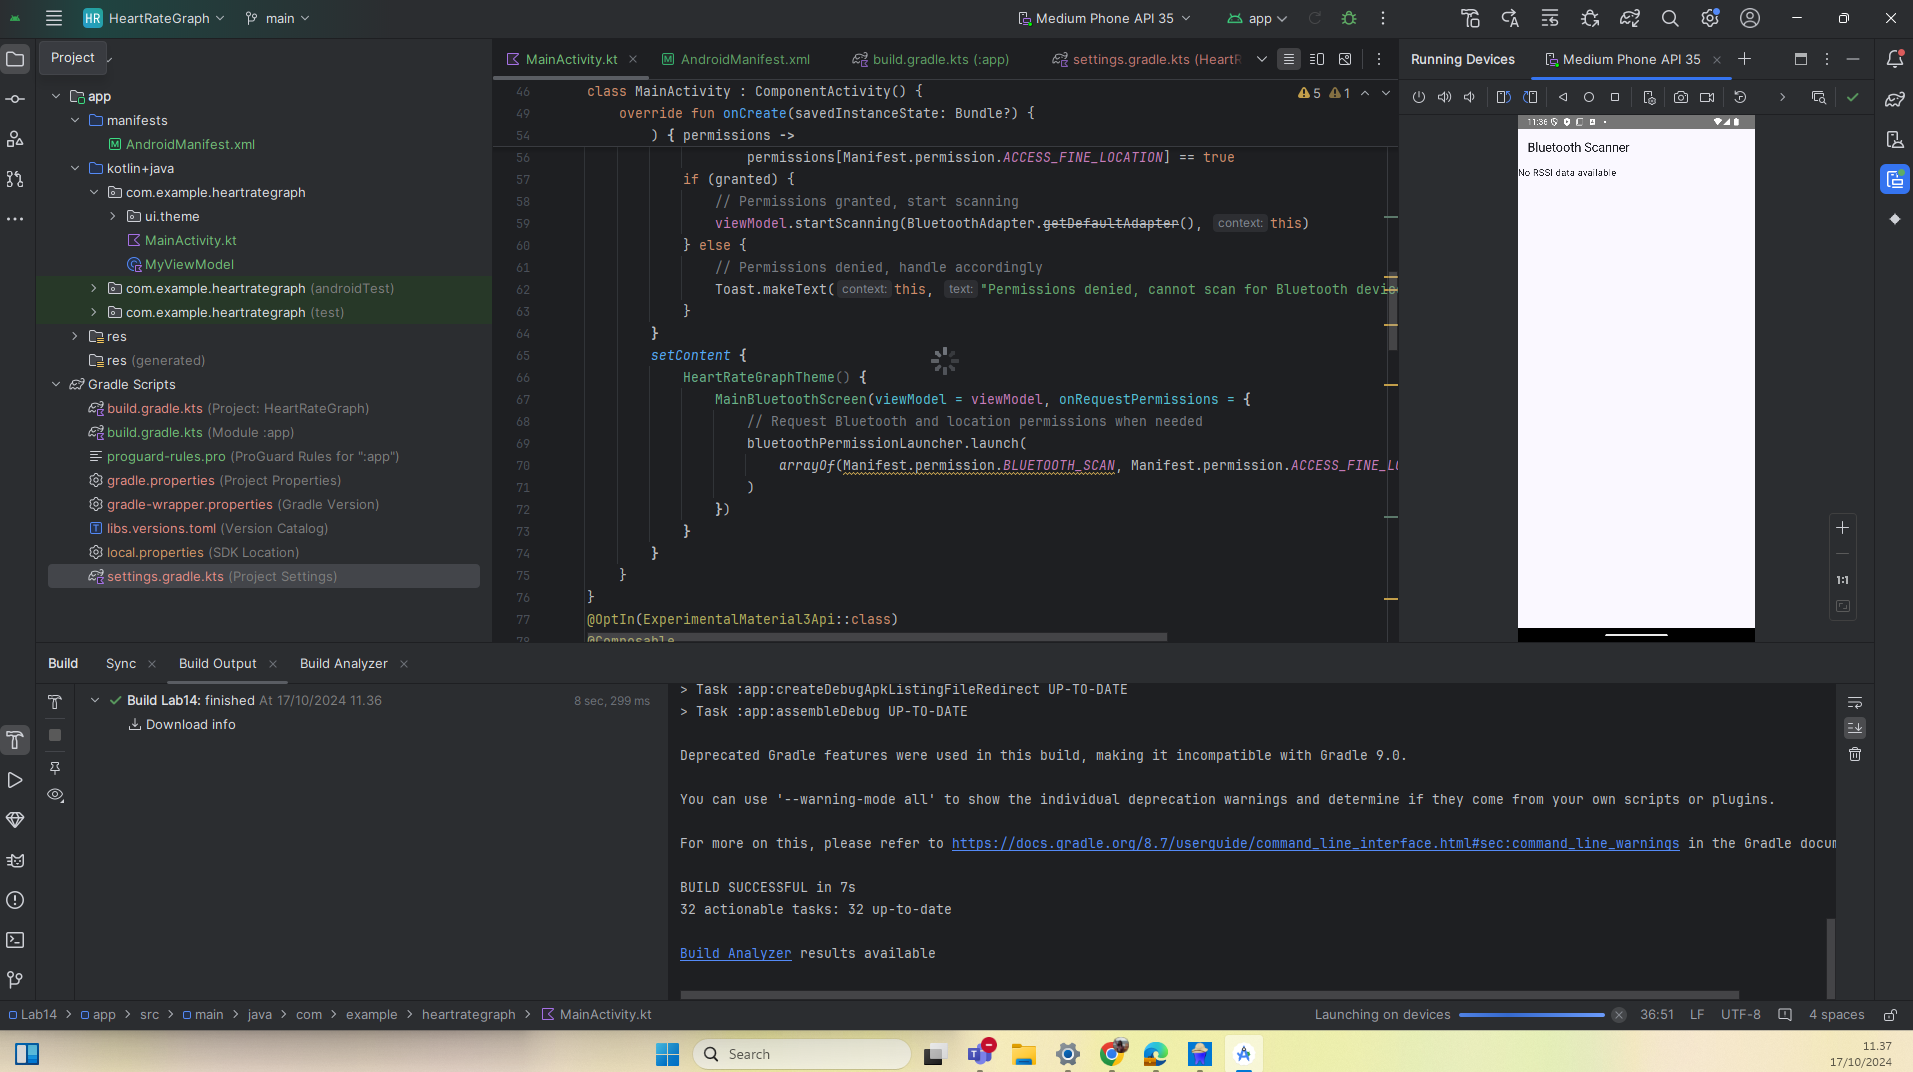 HR HeartRateGraph main Medium Phone API 35 app
Project
MainActivity.kt AndroidManifest.xml build.gradle.kts (:app) settings.gradle.kts (HeartR
Running Devices Medium Phone API 35
app
manifests
AndroidManifest.xml
kotlin+java
com.example.heartrategraph
ui.theme
MainActivity.kt
MyViewModel
com.example.heartrategraph (androidTest)
com.example.heartrategraph (test)
res
res (generated)
Gradle Scripts
build.gradle.kts (Project: HeartRateGraph)
build.gradle.kts (Module :app)
proguard-rules.pro (ProGuard Rules for ":app")
gradle.properties (Project Properties)
gradle-wrapper.properties (Gradle Version)
libs.versions.toml (Version Catalog)
local.properties (SDK Location)
settings.gradle.kts (Project Settings)
46 class MainActivity : ComponentActivity() { 5 1
49 override fun onCreate(savedInstanceState: Bundle?) {
54 ) { permissions ->
56 permissions[Manifest.permission.ACCESS_FINE_LOCATION] == true
57 if (granted) {
58 // Permissions granted, start scanning
59 viewModel.startScanning(BluetoothAdapter.getDefaultAdapter(), context: this)
60 } else {
61 // Permissions denied, handle accordingly
62 Toast.makeText( context: this, text: "Permissions denied, cannot scan for Bluetooth devic
63 }
64 }
65 setContent {
66 HeartRateGraphTheme() {
67 MainBluetoothScreen(viewModel = viewModel, onRequestPermissions = {
68 // Request Bluetooth and location permissions when needed
69 bluetoothPermissionLauncher.launch(
70 arrayOf(Manifest.permission.BLUETOOTH_SCAN, Manifest.permission.ACCESS_FINE_LO
71 )
72 })
73 }
74 }
75 }
76 }
77 @OptIn(ExperimentalMaterial3Api::class)
78 @Composable
11:36
Bluetooth Scanner
No RSSI data available
1:1
Build Sync Build Output Build Analyzer
Build Lab14: finished At 17/10/2024 11.36 8 sec, 299 ms
Download info
> Task :app:createDebugApkListingFileRedirect UP-TO-DATE
> Task :app:assembleDebug UP-TO-DATE
Deprecated Gradle features were used in this build, making it incompatible with Gradle 9.0.
You can use '--warning-mode all' to show the individual deprecation warnings and determine if they come from your own scripts or plugins.
For more on this, please refer to https://docs.gradle.org/8.7/userguide/command_line_interface.html#sec:command_line_warnings in the Gradle docum
BUILD SUCCESSFUL in 7s
32 actionable tasks: 32 up-to-date
Build Analyzer results available
Lab14 > app > src > main > java > com > example > heartrategraph > MainActivity.kt
Launching on devices 36:51 LF UTF-8 4 spaces
Search
11.37
17/10/2024